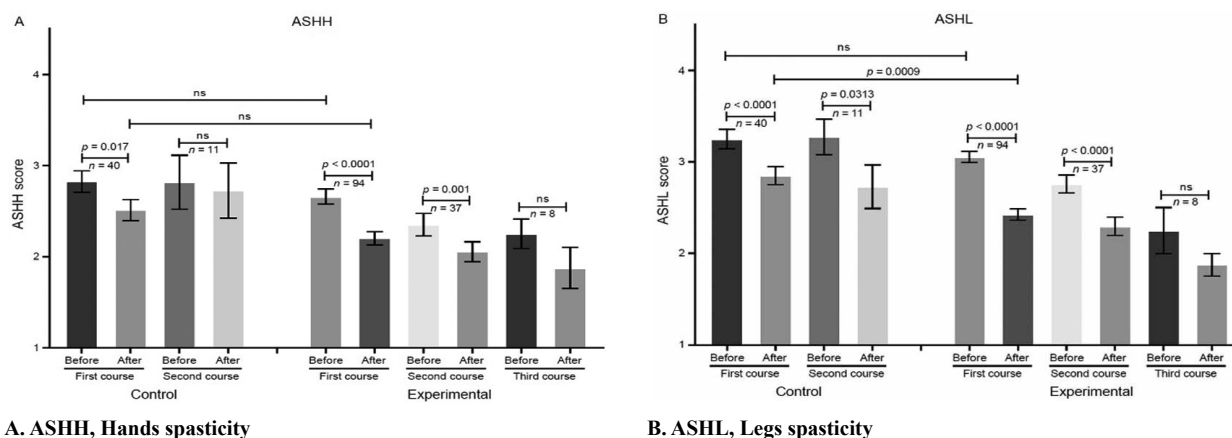 A
ASHH
ASHH score
4
3
2
1
ns
ns
p = 0.017
n = 40
ns
n = 11
p < 0.0001
n = 94
p = 0.001
n = 37
ns
n = 8
Before After Before After Before After Before After Before After
First course Second course First course Second course Third course
Control Experimental
A. ASHH, Hands spasticity
B
ASHL
ASHL score
4
3
2
1
ns
p = 0.0009
p < 0.0001
n = 40
p = 0.0313
n = 11
p < 0.0001
n = 94
p < 0.0001
n = 37
ns
n = 8
Before After Before After Before After Before After Before After
First course Second course First course Second course Third course
Control Experimental
B. ASHL, Legs spasticity